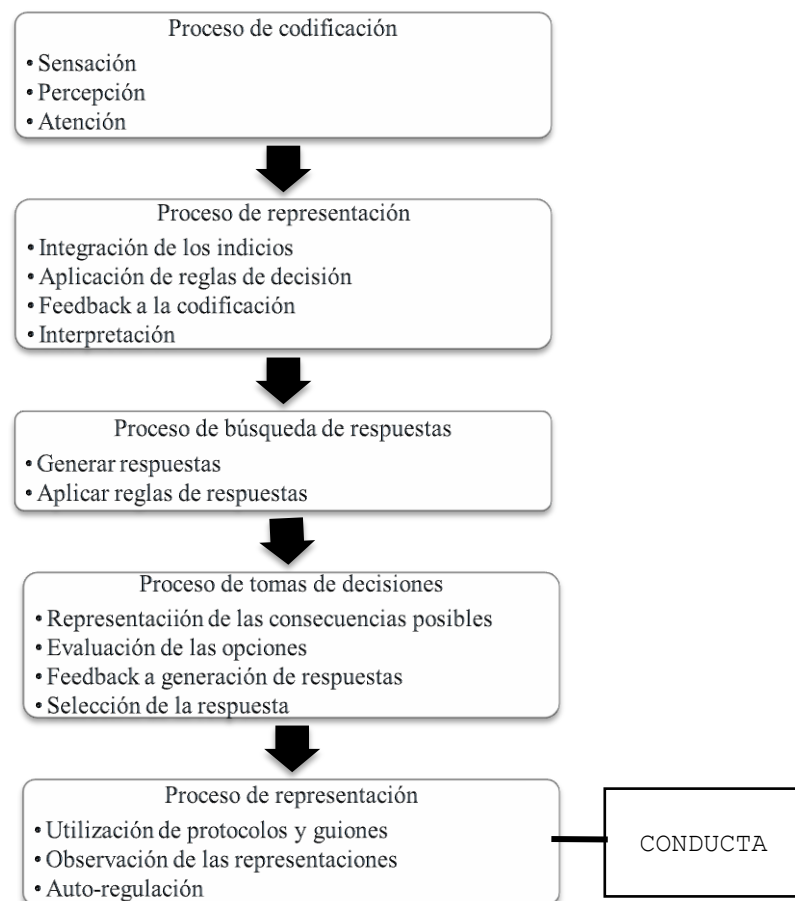 Proceso de codificación
• Sensación
• Percepción
• Atención
Proceso de representación
• Integración de los indicios
• Aplicación de reglas de decisión
• Feedback a la codificación
• Interpretación
Proceso de búsqueda de respuestas
• Generar respuestas
• Aplicar reglas de respuestas
Proceso de tomas de decisiones
• Representaciión de las consecuencias posibles
• Evaluación de las opciones
• Feedback a generación de respuestas
• Selección de la respuesta
Proceso de representación
• Utilización de protocolos y guiones
• Observación de las representaciones
• Auto-regulación
CONDUCTA